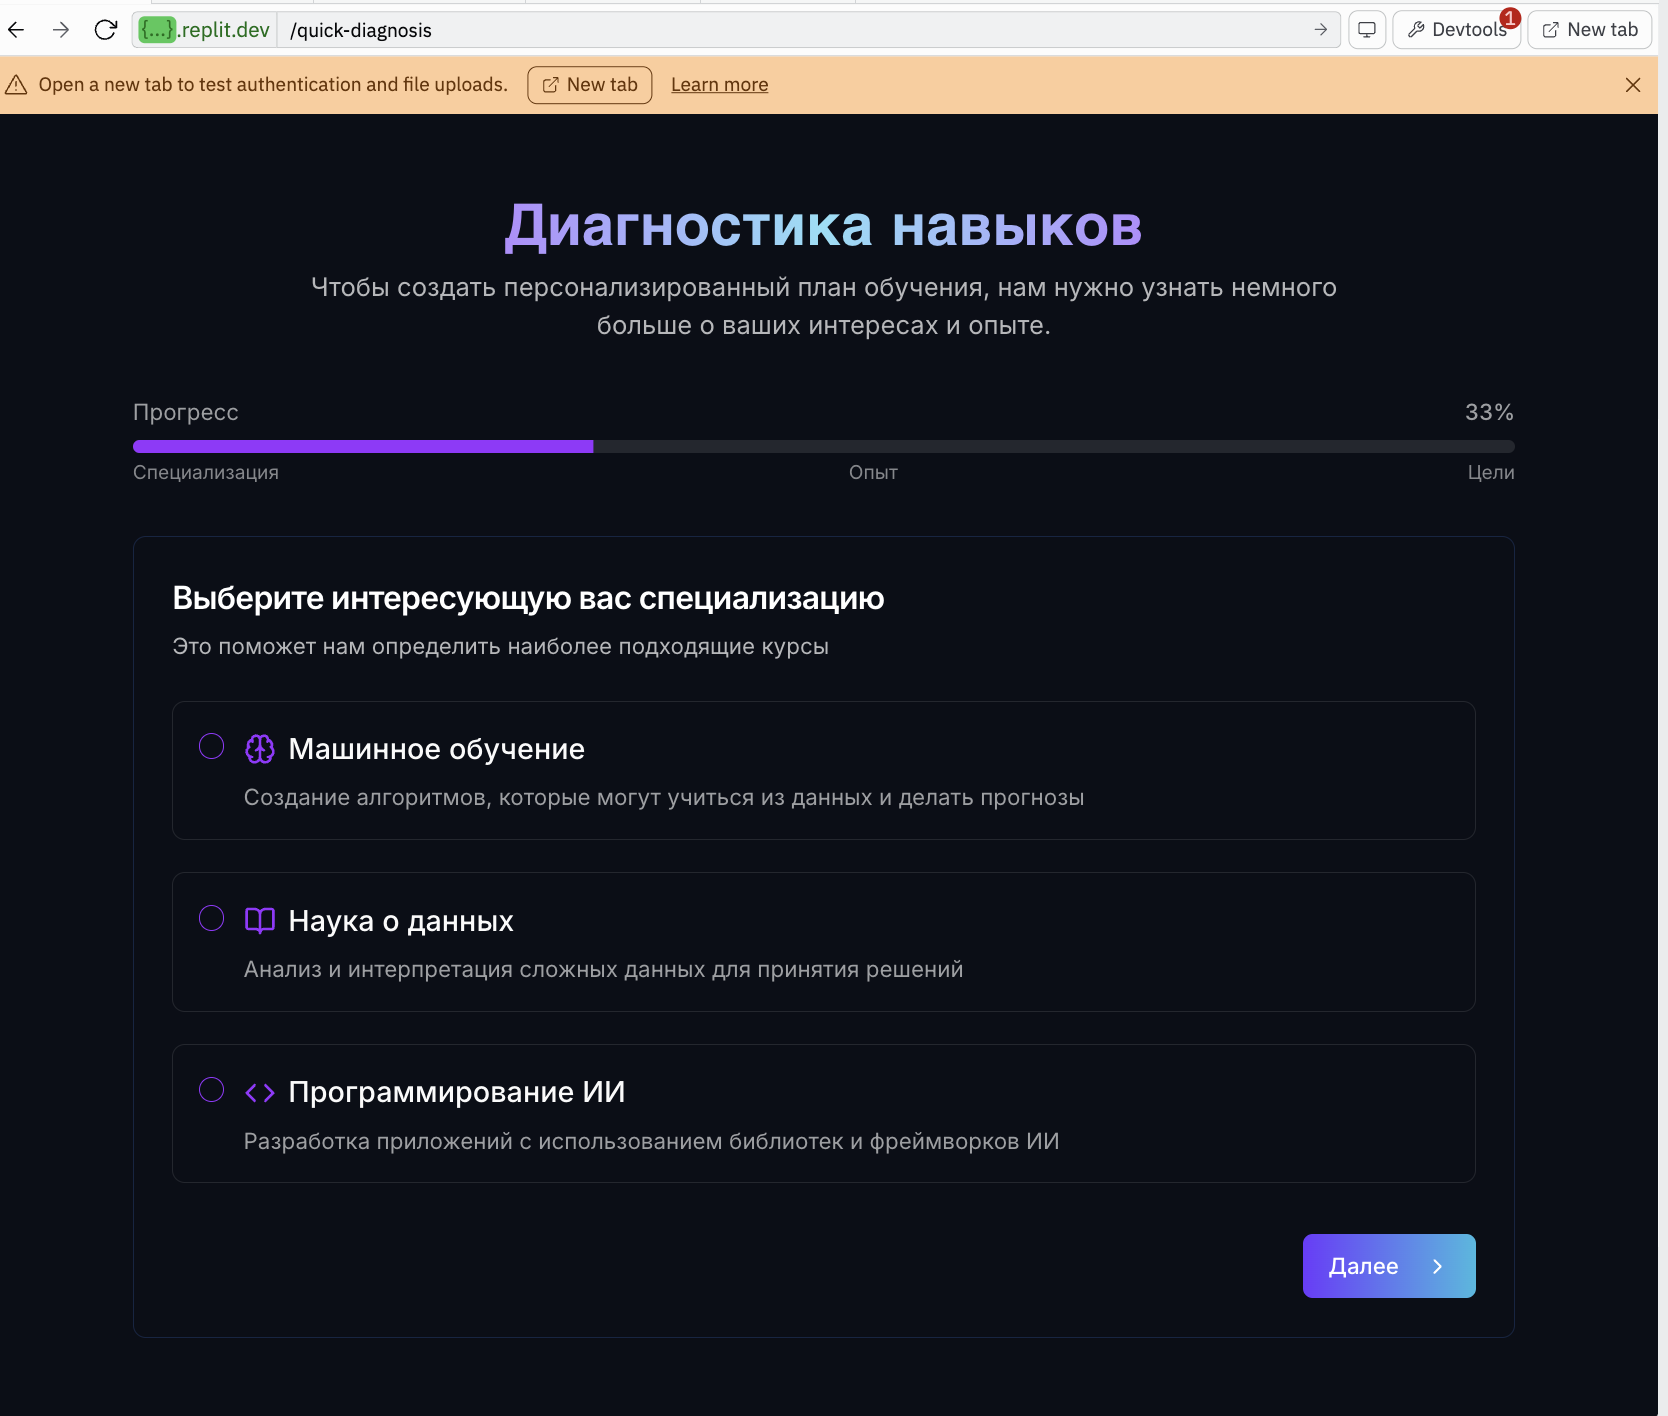 {...}.replit.dev /quick-diagnosis Devtools 1 New tab
Open a new tab to test authentication and file uploads. New tab Learn more
Диагностика навыков
Чтобы создать персонализированный план обучения, нам нужно узнать немного
больше о ваших интересах и опыте.
Прогресс 33%
Специализация Опыт Цели
Выберите интересующую вас специализацию
Это поможет нам определить наиболее подходящие курсы
Машинное обучение
Создание алгоритмов, которые могут учиться из данных и делать прогнозы
Наука о данных
Анализ и интерпретация сложных данных для принятия решений
Программирование ИИ
Разработка приложений с использованием библиотек и фреймворков ИИ
Далее